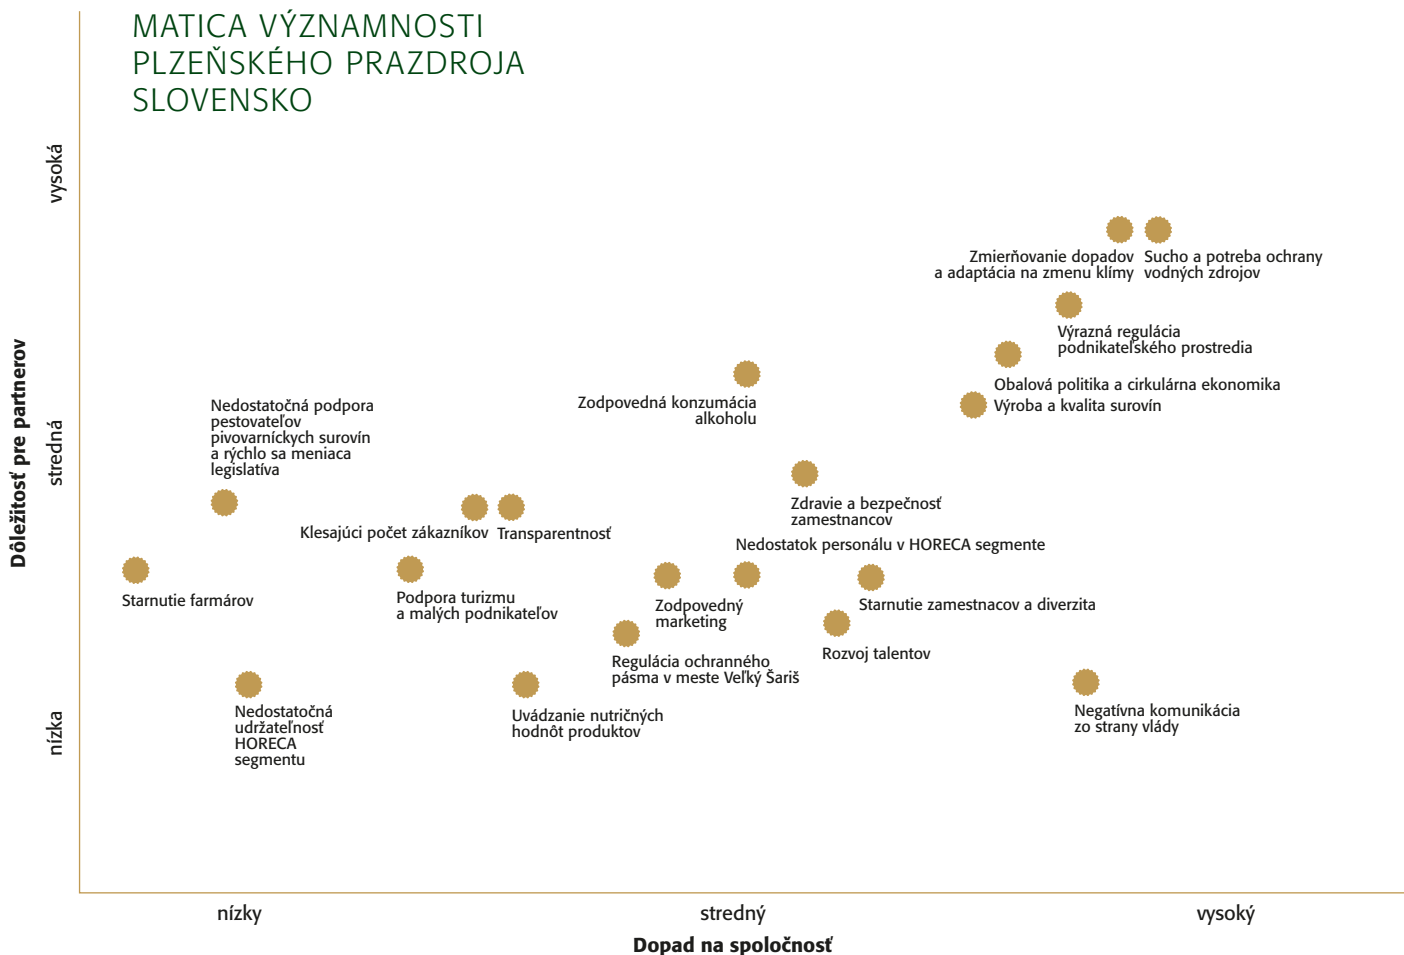 MATICA VÝZNAMNOSTI
PLZEŇSKÉHO PRAZDROJA
SLOVENSKO
Dôležitosť pre partnerov
vysoká
stredná
nízka
Zmierňovanie dopadov
a adaptácia na zmenu klímy
Sucho a potreba ochrany
vodných zdrojov
Výrazná regulácia
podnikateľského prostredia
Obalová politika a cirkulárna ekonomika
Výroba a kvalita surovín
Zodpovedná konzumácia
alkoholu
Nedostatočná podpora
pestovateľov
pivovarníckych surovín
a rýchlo sa meniaca
legislatíva
Zdravie a bezpečnosť
zamestnancov
Klesajúci počet zákazníkov
Transparentnosť
Nedostatok personálu v HORECA segmente
Starnutie farmárov
Podpora turizmu
a malých podnikateľov
Zodpovedný
marketing
Starnutie zamestnacov a diverzita
Regulácia ochranného
pásma v meste Veľký Šariš
Rozvoj talentov
Nedostatočná
udržateľnosť
HORECA
segmentu
Uvádzanie nutričných
hodnôt produktov
Negatívna komunikácia
zo strany vlády
nízky
stredný
vysoký
Dopad na spoločnosť